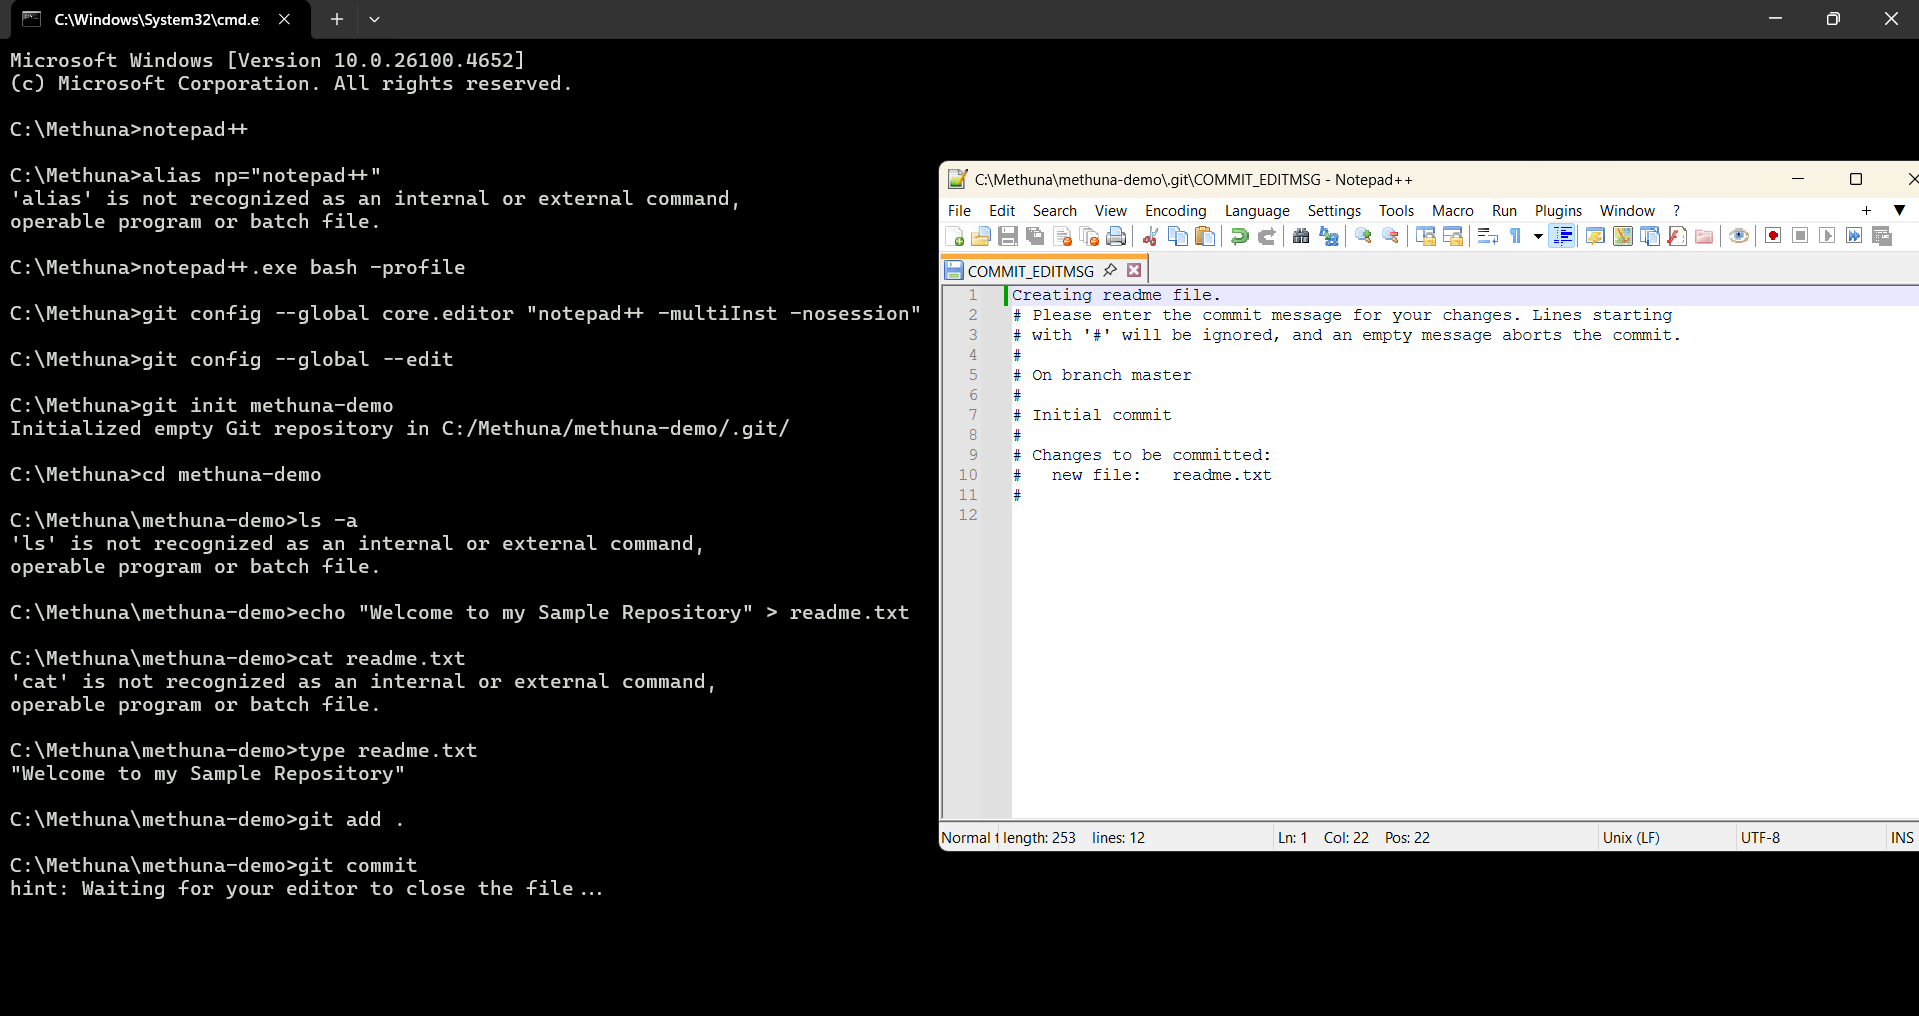 C:\Windows\System32\cmd.e
Microsoft Windows [Version 10.0.26100.4652]
(c) Microsoft Corporation. All rights reserved.
C:\Methuna>notepad++
C:\Methuna>alias np="notepad++"
'alias' is not recognized as an internal or external command,
operable program or batch file.
C:\Methuna>notepad++.exe bash -profile
C:\Methuna>git config --global core.editor "notepad++ -multiInst -nosession"
C:\Methuna>git config --global --edit
C:\Methuna>git init methuna-demo
Initialized empty Git repository in C:/Methuna/methuna-demo/.git/
C:\Methuna>cd methuna-demo
C:\Methuna\methuna-demo>ls -a
'ls' is not recognized as an internal or external command,
operable program or batch file.
C:\Methuna\methuna-demo>echo "Welcome to my Sample Repository" > readme.txt
C:\Methuna\methuna-demo>cat readme.txt
'cat' is not recognized as an internal or external command,
operable program or batch file.
C:\Methuna\methuna-demo>type readme.txt
"Welcome to my Sample Repository"
C:\Methuna\methuna-demo>git add .
C:\Methuna\methuna-demo>git commit
hint: Waiting for your editor to close the file...
C:\Methuna\methuna-demo\.git\COMMIT_EDITMSG - Notepad++
File Edit Search View Encoding Language Settings Tools Macro Run Plugins Window ?
COMMIT_EDITMSG
1 Creating readme file.
2 # Please enter the commit message for your changes. Lines starting
3 # with '#' will be ignored, and an empty message aborts the commit.
4 #
5 # On branch master
6 #
7 # Initial commit
8 #
9 # Changes to be committed:
10 # new file: readme.txt
11 #
12
Normal t length: 253 lines: 12 Ln: 1 Col: 22 Pos: 22 Unix (LF) UTF-8 INS